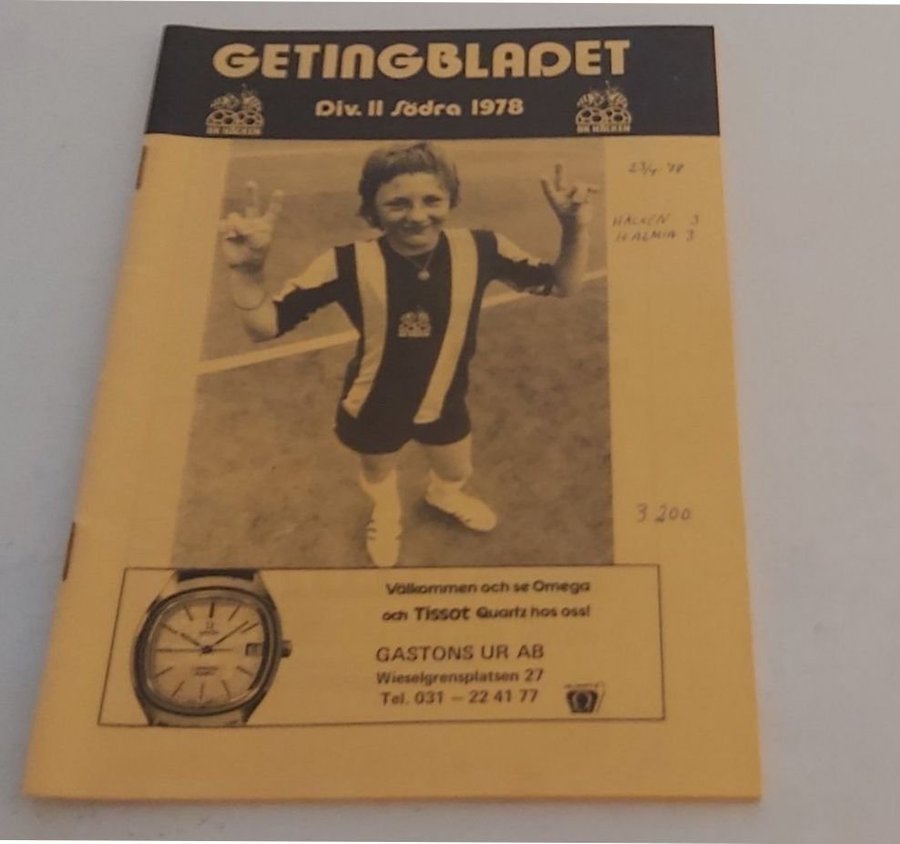 GETINGBLADET
Div. II Södra 1978
BK HÄCKEN
BK HÄCKEN
23/4 78
HÄCKEN 3
HALMIA 3
3 200
Välkommen och se Omega
och Tissot Quartz hos oss!
GASTONS UR AB
Wieselgrensplatsen 27
Tel. 031 – 22 41 77
Ω
OMEGA